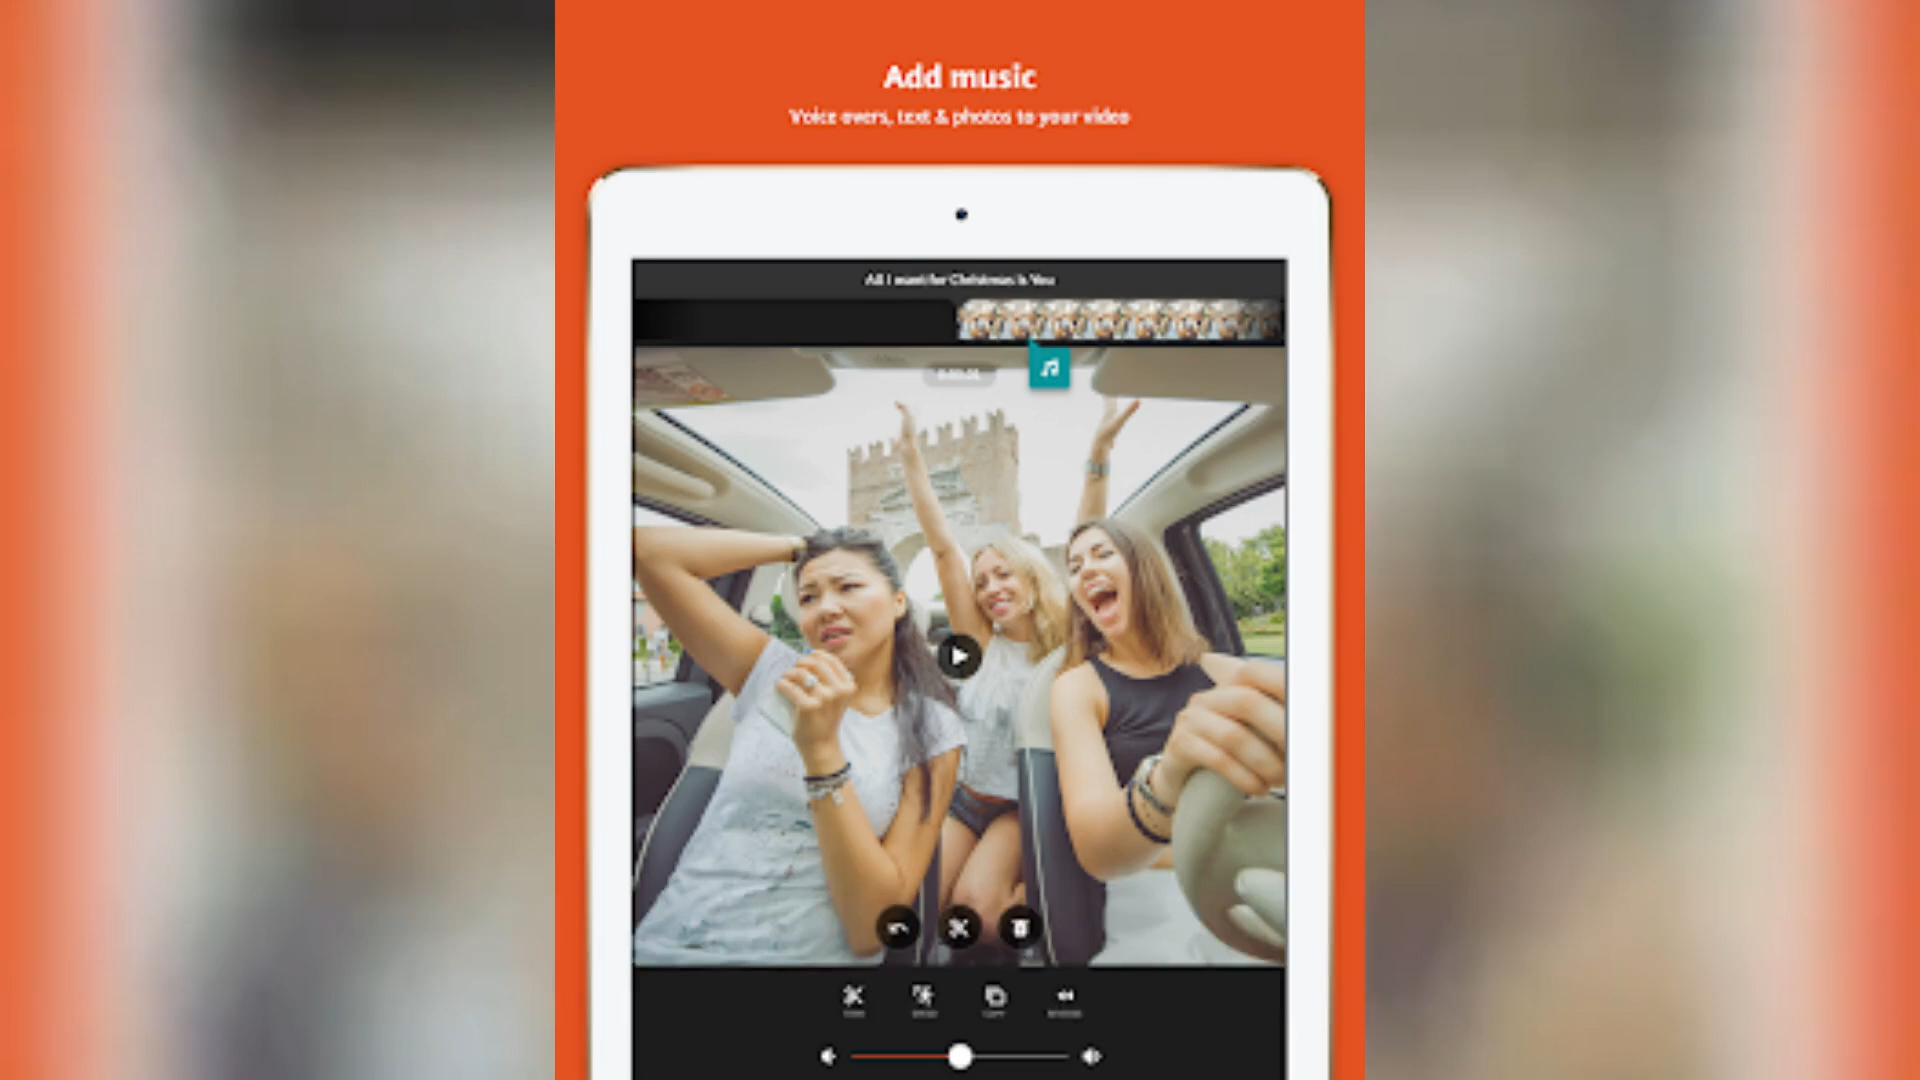 Add music
Voice overs, text & photos to your video
All I want for Christmas Is You